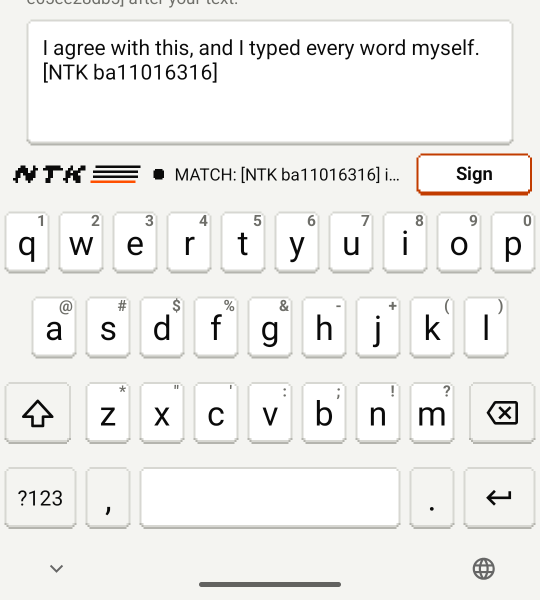 I agree with this, and I typed every word myself.
[NTK ba11016316]
NTK
MATCH: [NTK ba11016316] i...
Sign
1 2 3 4 5 6 7 8 9 0
q w e r t y u i o p
@ # $ % & - + ( )
a s d f g h j k l
* " ' : ; ! ?
z x c v b n m
?123 , .